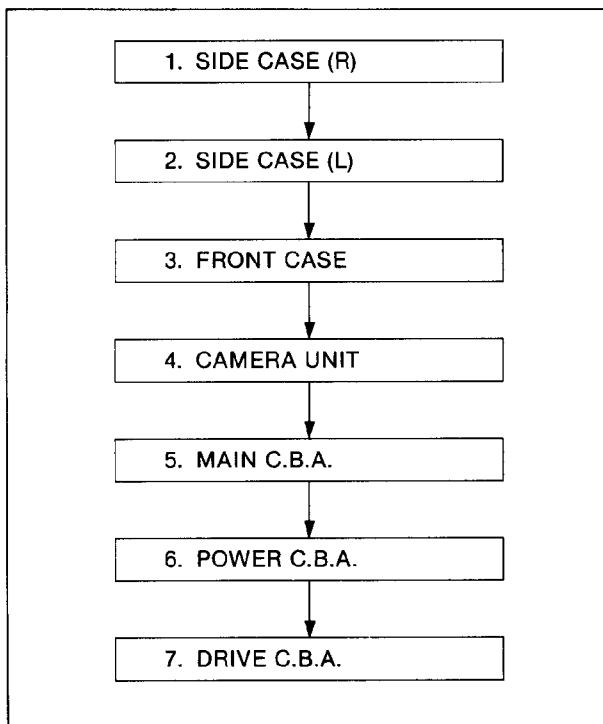 1. SIDE CASE (R)
2. SIDE CASE (L)
3. FRONT CASE
4. CAMERA UNIT
5. MAIN C.B.A.
6. POWER C.B.A.
7. DRIVE C.B.A.